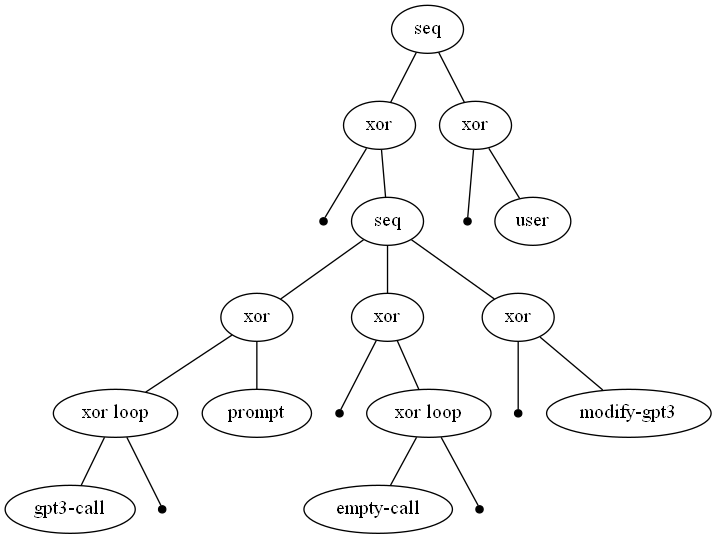 seq
xor
xor
seq
user
xor
xor
xor
xor loop
prompt
xor loop
modify-gpt3
gpt3-call
empty-call